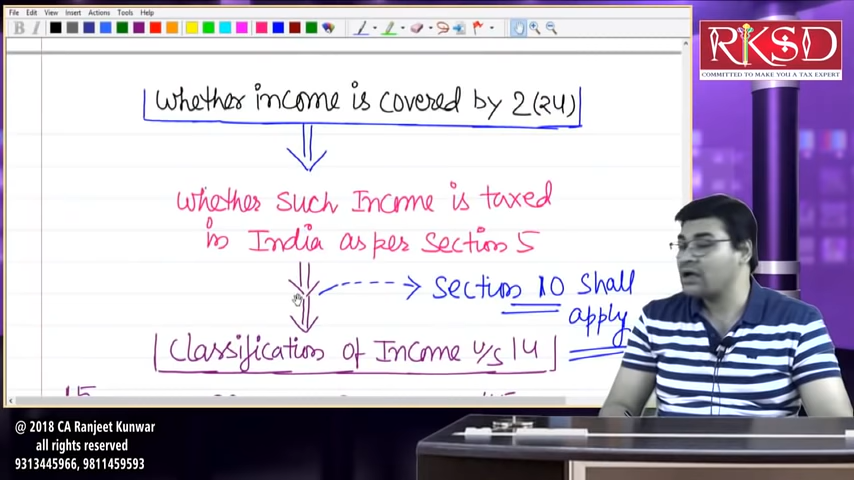 File Edit View Insert Actions Tools Help
B I
RKSD
COMMITTED TO MAKE YOU A TAX EXPERT
Whether income is covered by 2(24)
Whether Such Income is taxed
in India as per Section 5
Section 10 Shall
apply
Classification of Income u/s 14
15
@ 2018 CA Ranjeet Kunwar
all rights reserved
9313445966, 9811459593